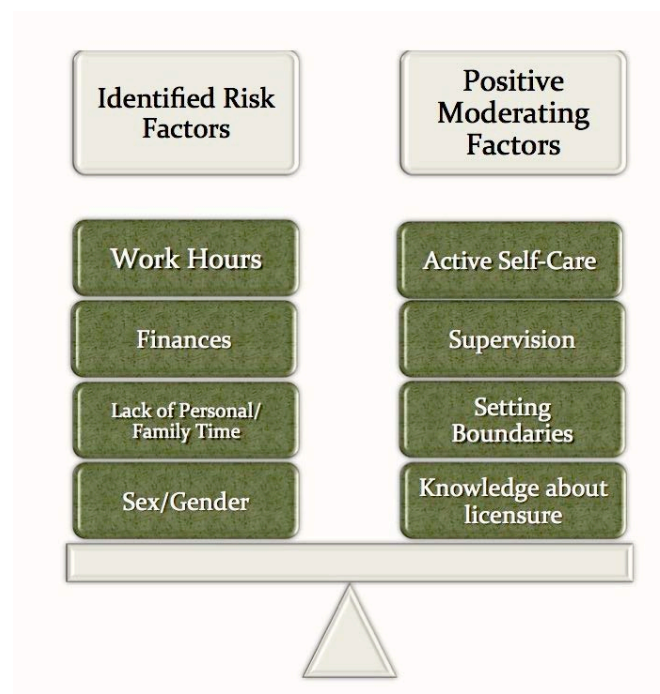 Identified Risk
Factors
Positive
Moderating
Factors
Work Hours
Finances
Lack of Personal/
Family Time
Sex/Gender
Active Self-Care
Supervision
Setting
Boundaries
Knowledge about
licensure